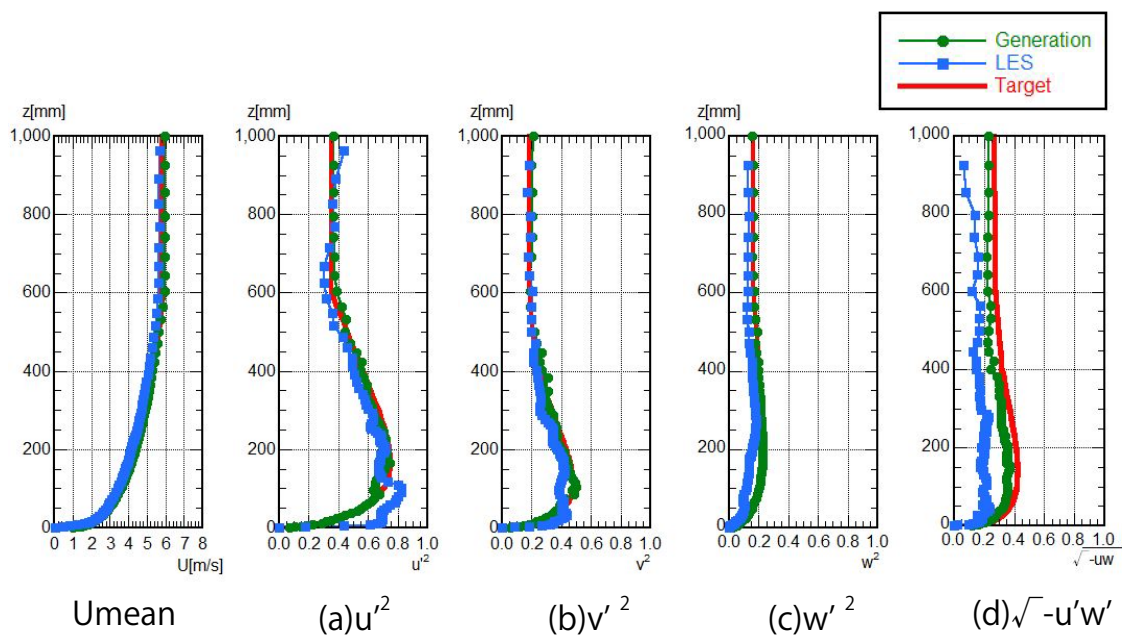 Generation
LES
Target
z[mm] z[mm] z[mm] z[mm]
1,000 1,000 1,000 1,000 1,000
800 800 800 800 800
600 600 600 600 600
400 400 400 400 400
200 200 200 200 200
0 0 0 0 0
0 1 2 3 4 5 6 7 8 0.0 0.2 0.4 0.6 0.8 1.0 0.0 0.2 0.4 0.6 0.8 1.0 0.0 0.2 0.4 0.6 0.8 1.0 0.0 0.2 0.4 0.6 0.8 1.0
U[m/s] u'² v² w² √-uw
Umean (a)u'² (b)v' ² (c)w' ² (d)√-u'w'